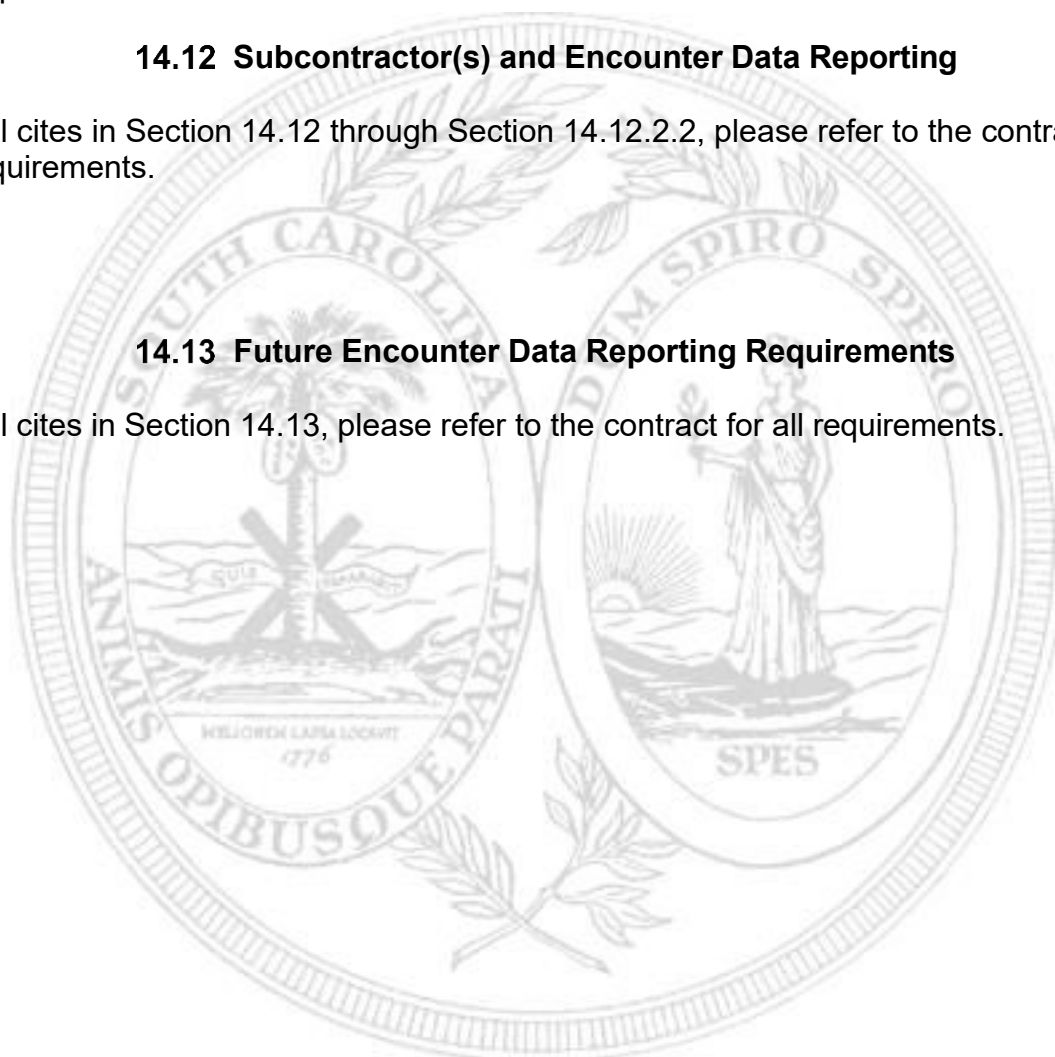 14.12 Subcontractor(s) and Encounter Data Reporting
l cites in Section 14.12 through Section 14.12.2.2, please refer to the contra
quirements.
SOUTH CAROLINA
DUM SPIRO SPERO
14.13 Future Encounter Data Reporting Requirements
l cites in Section 14.13, please refer to the contract for all requirements.
QUIS
ANIMIS OPIBUSQUE PARATI
1776
SPES